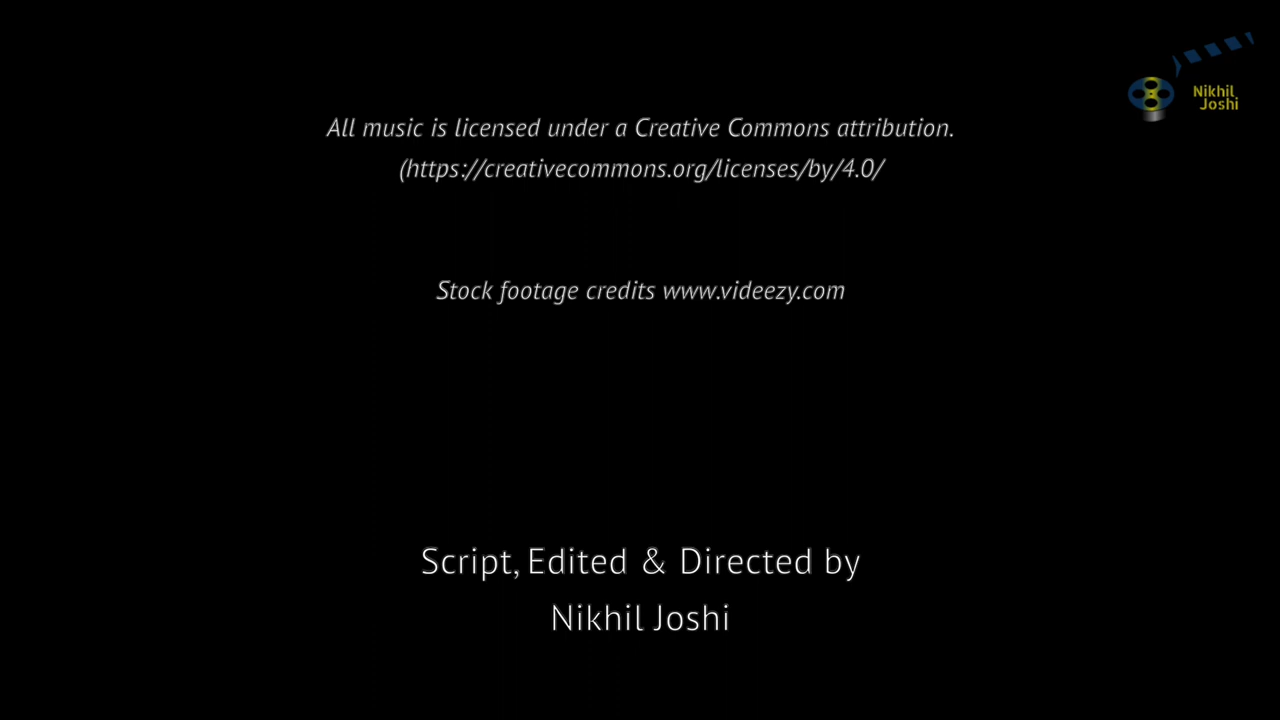 Nikhil
Joshi
All music is licensed under a Creative Commons attribution.
(https://creativecommons.org/licenses/by/4.0/
Stock footage credits www.videezy.com
Script, Edited & Directed by
Nikhil Joshi